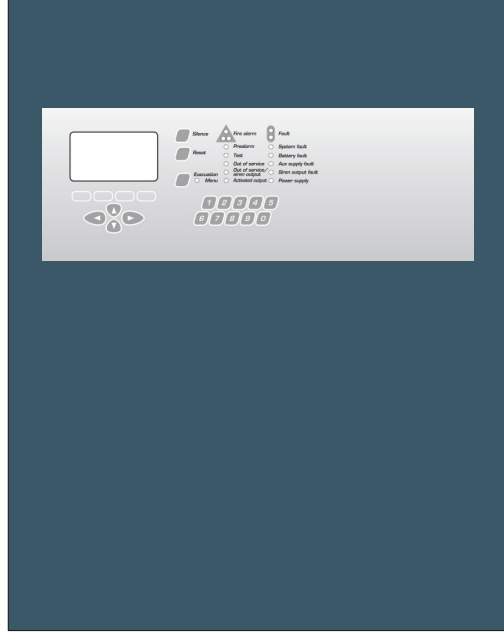 Silence
Fire alarm
Fault
Prealarm
System fault
Reset
Test
Battery fault
Out of service
Aux supply fault
Evacuation
Out of service/
siren output
Siren output fault
Menu
Activated output
Power supply
1 2 3 4 5
6 7 8 9 0